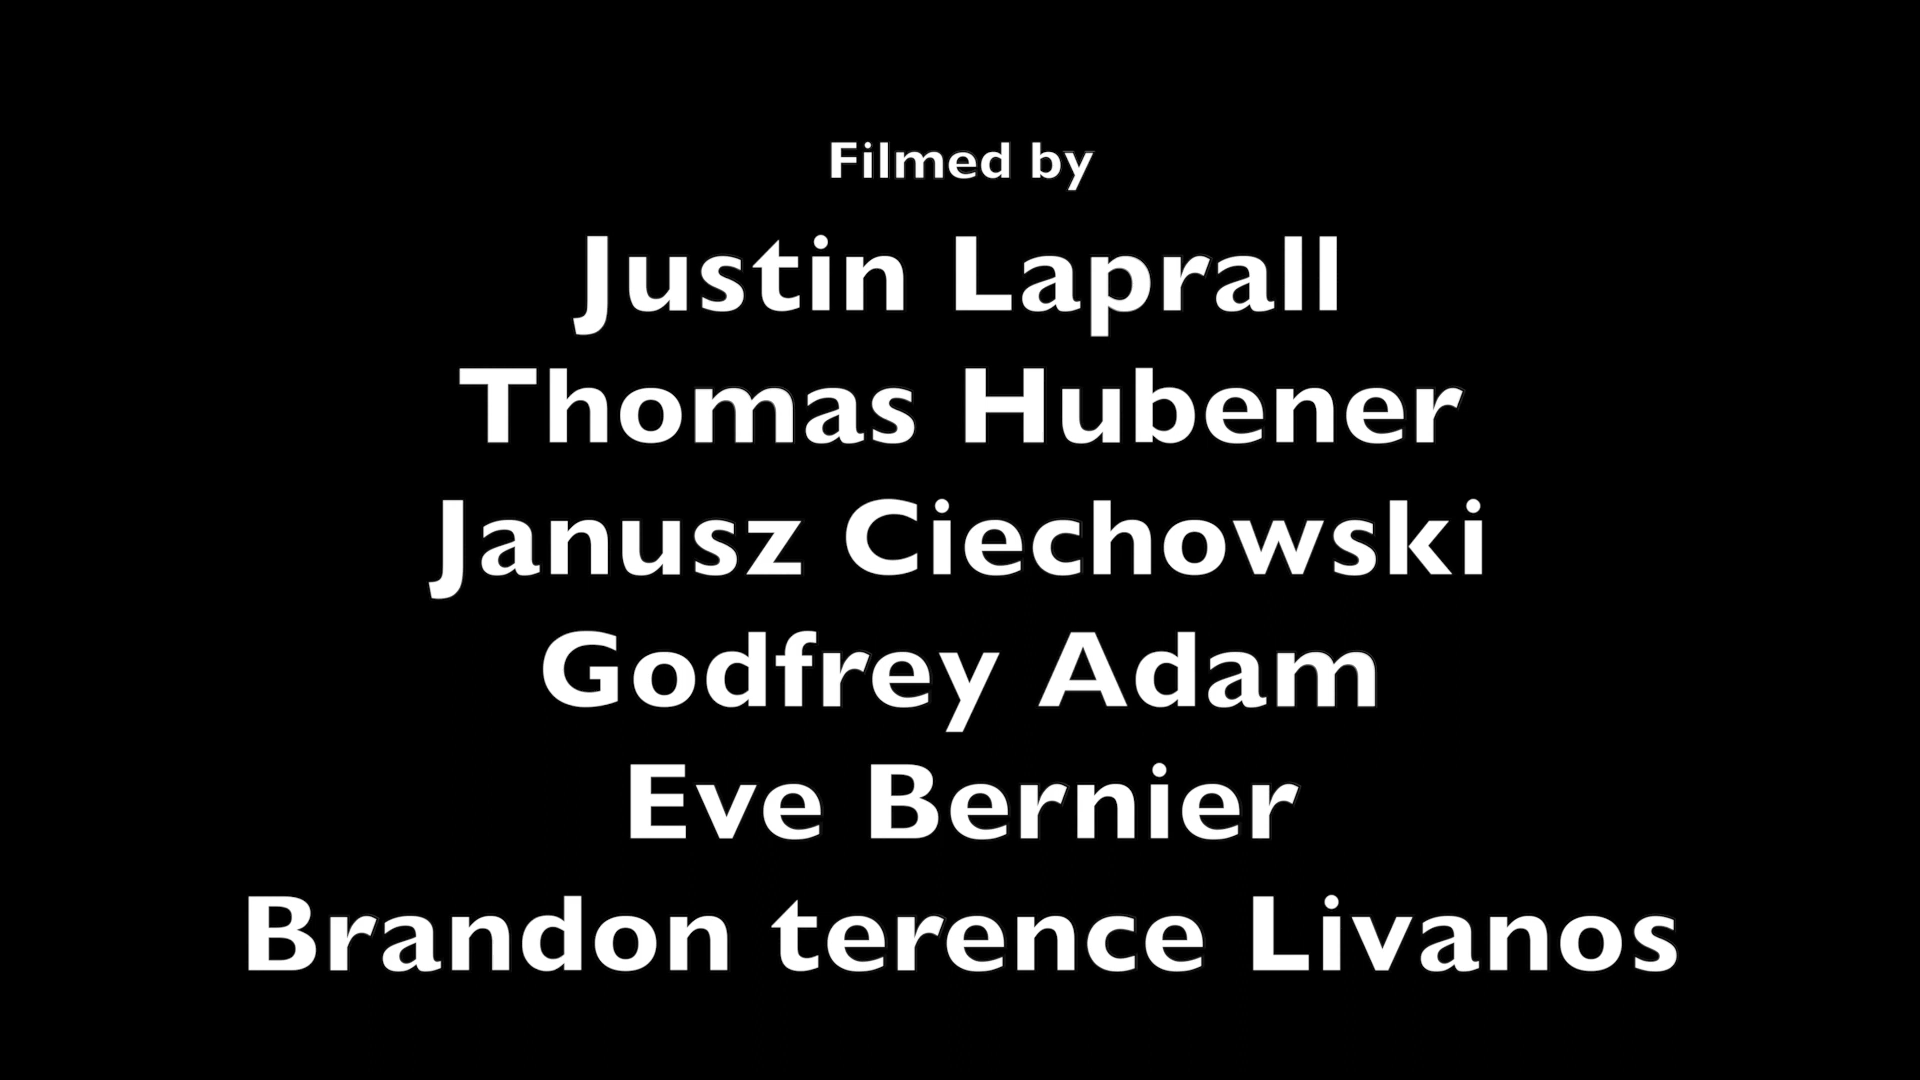 Filmed by
Justin Laprall
Thomas Hubener
Janusz Ciechowski
Godfrey Adam
Eve Bernier
Brandon terence Livanos